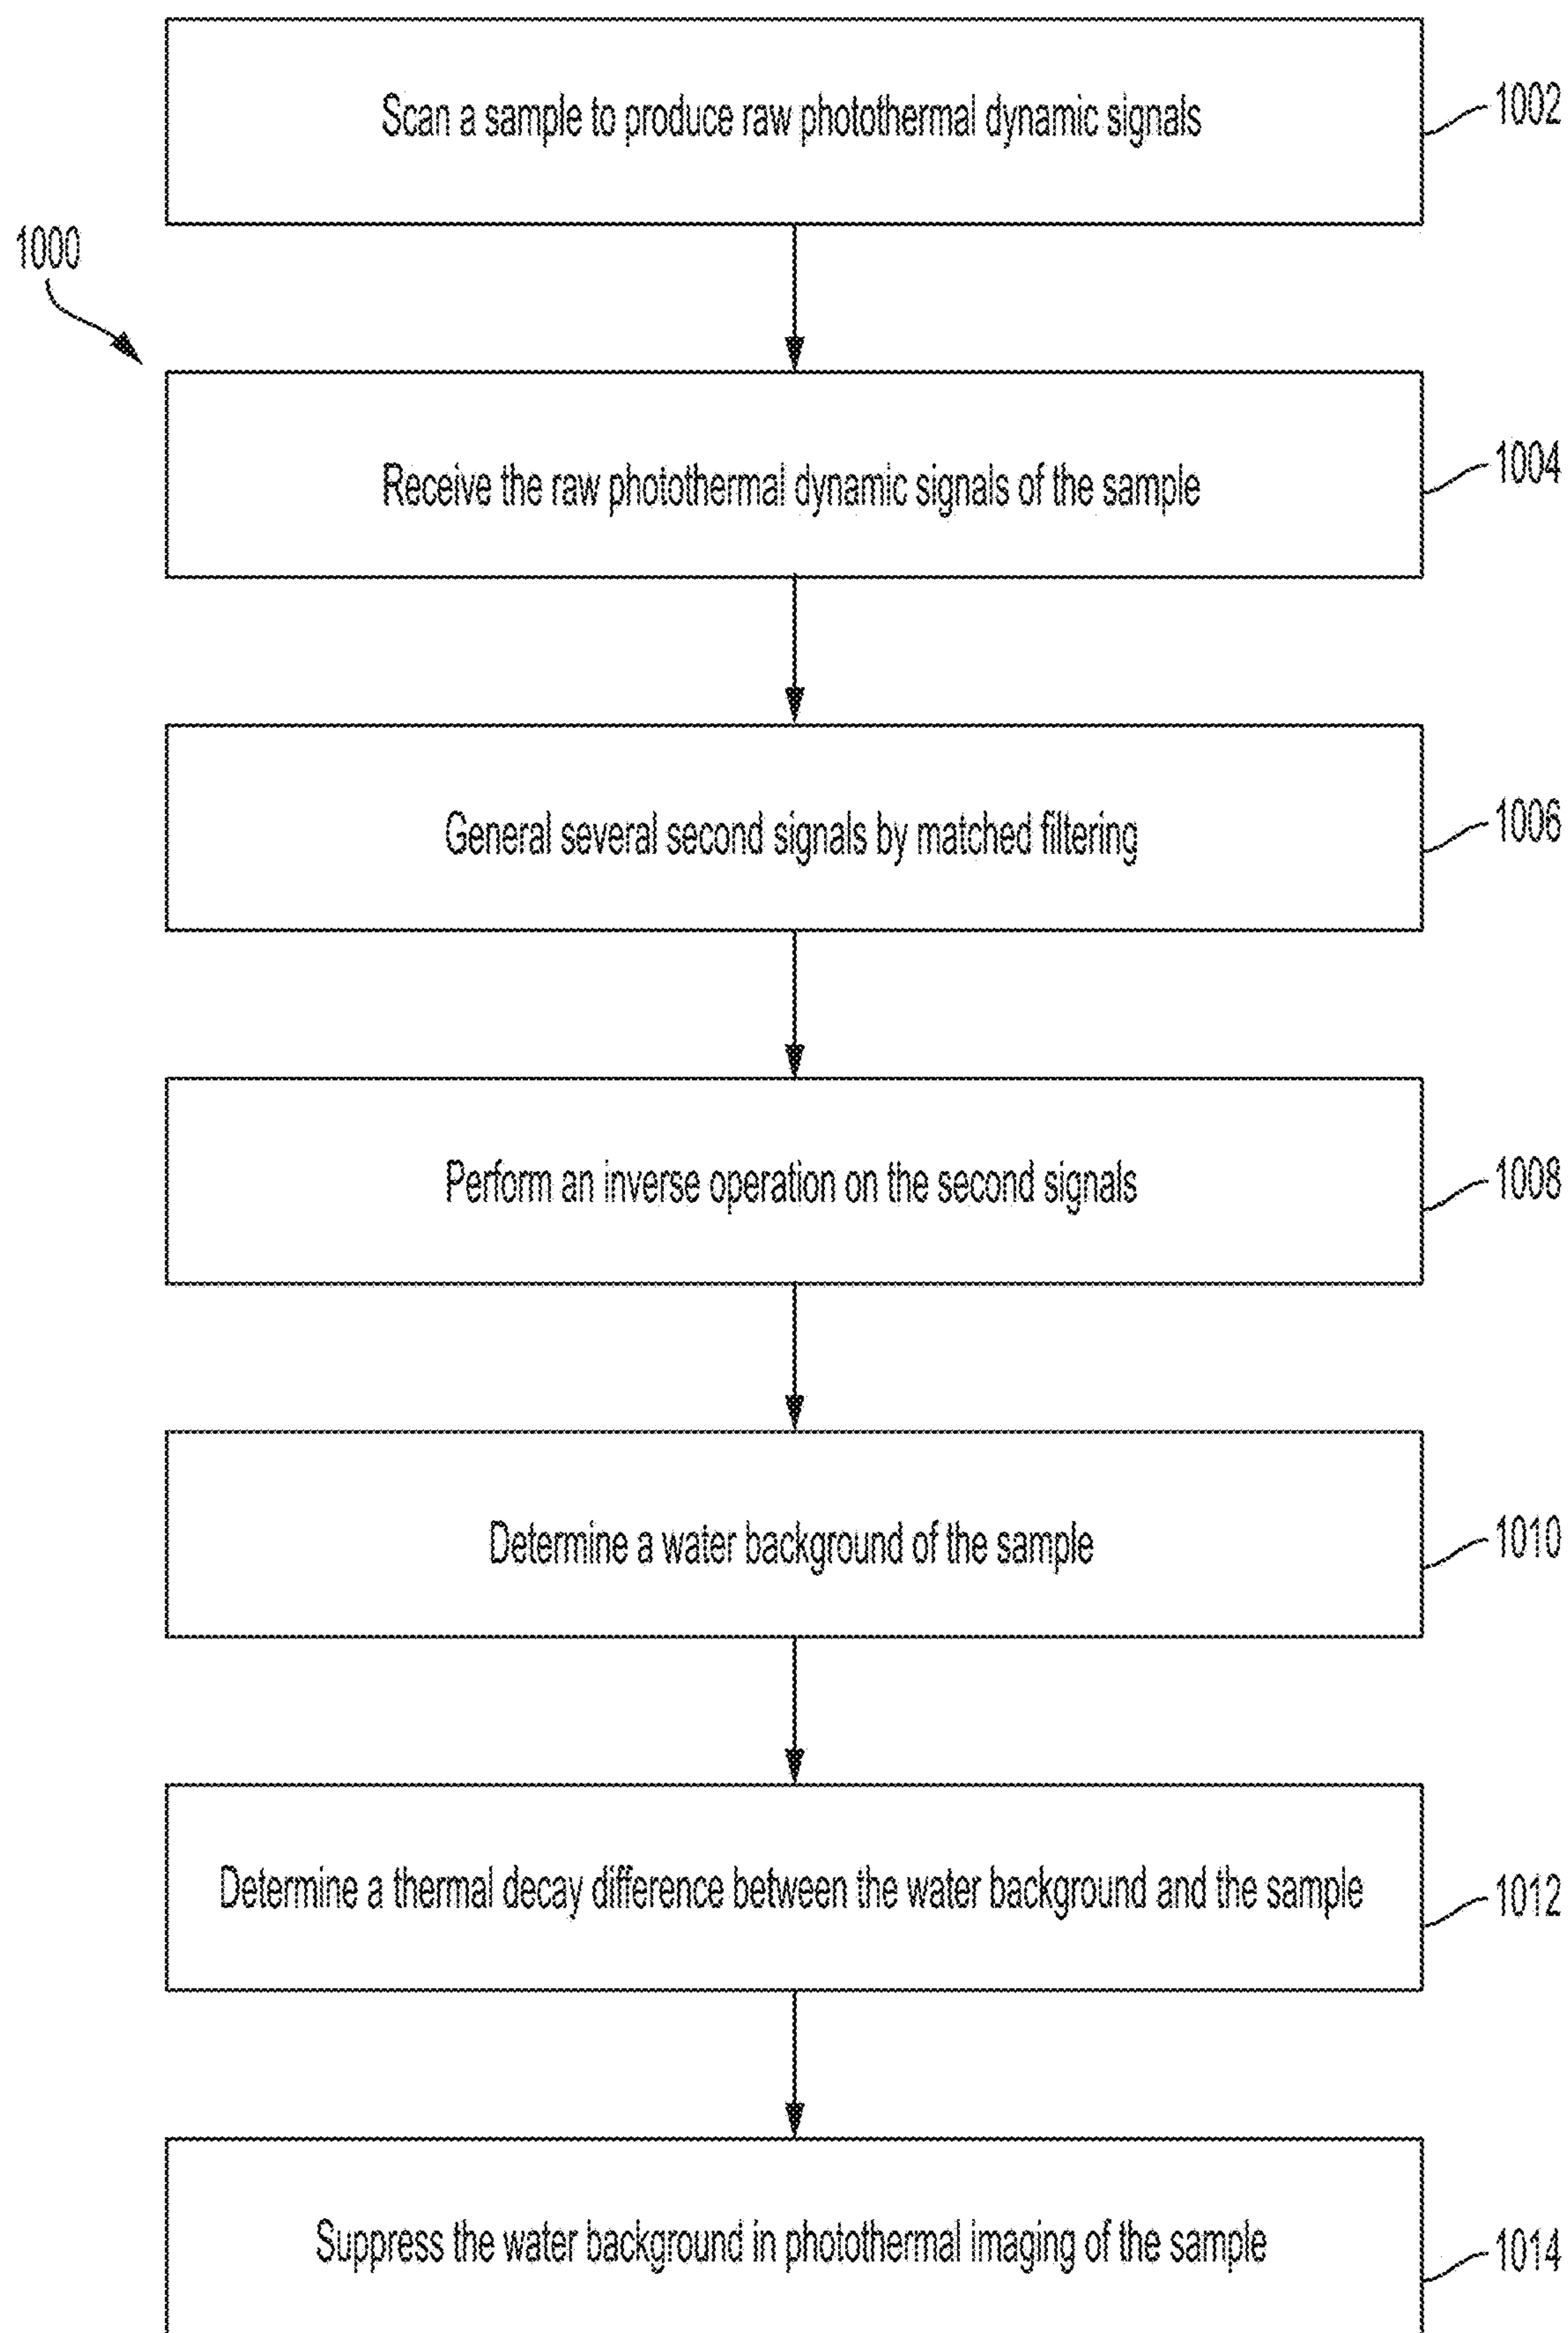 Scan a sample to produce raw photothermal dynamic signals
1002
1000
Receive the raw photothermal dynamic signals of the sample
1004
General several second signals by matched filtering
1006
Perform an inverse operation on the second signals
1008
Determine a water background of the sample
1010
Determine a thermal decay difference between the water background and the sample
1012
Suppress the water background in photothermal imaging of the sample
1014